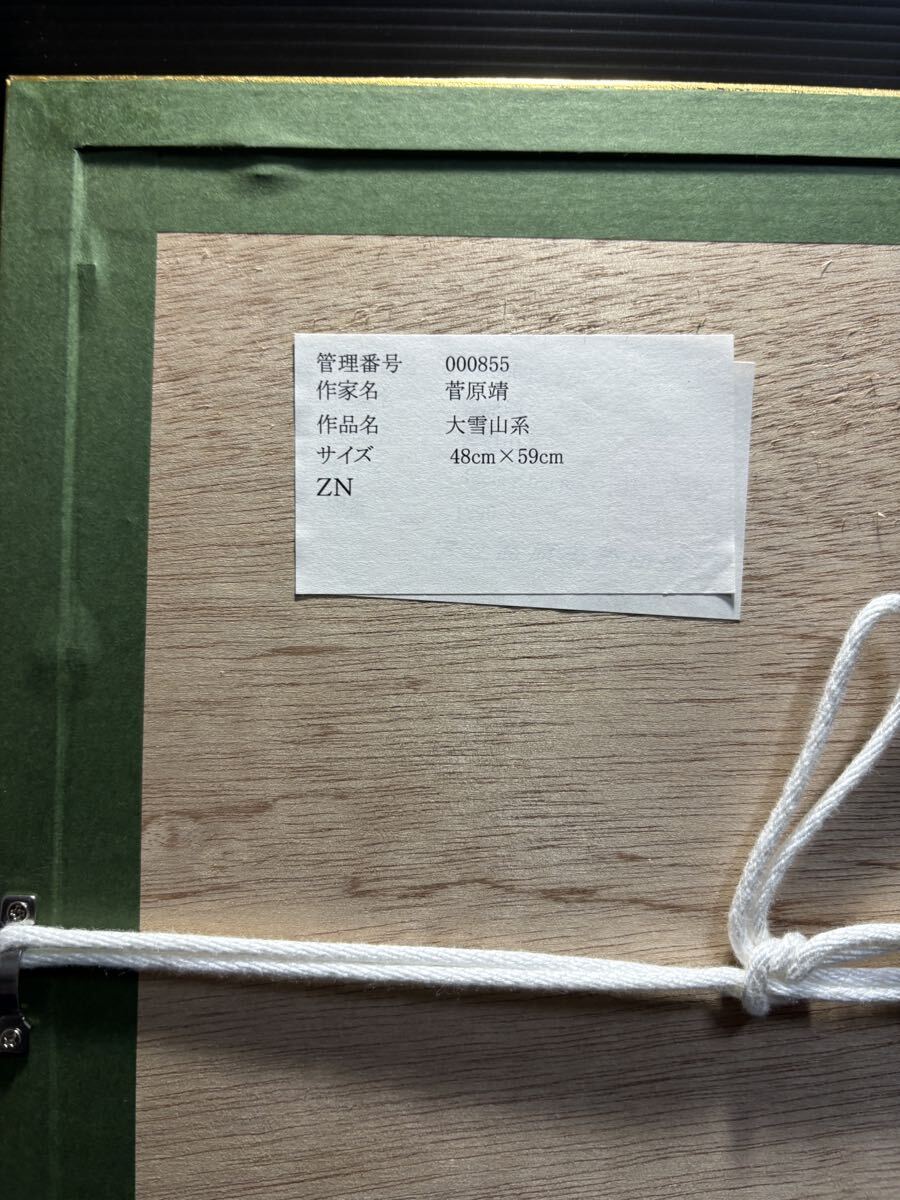 管理番号 000855
作家名 菅原靖
作品名 大雪山系
サイズ 48cm×59cm
ZN